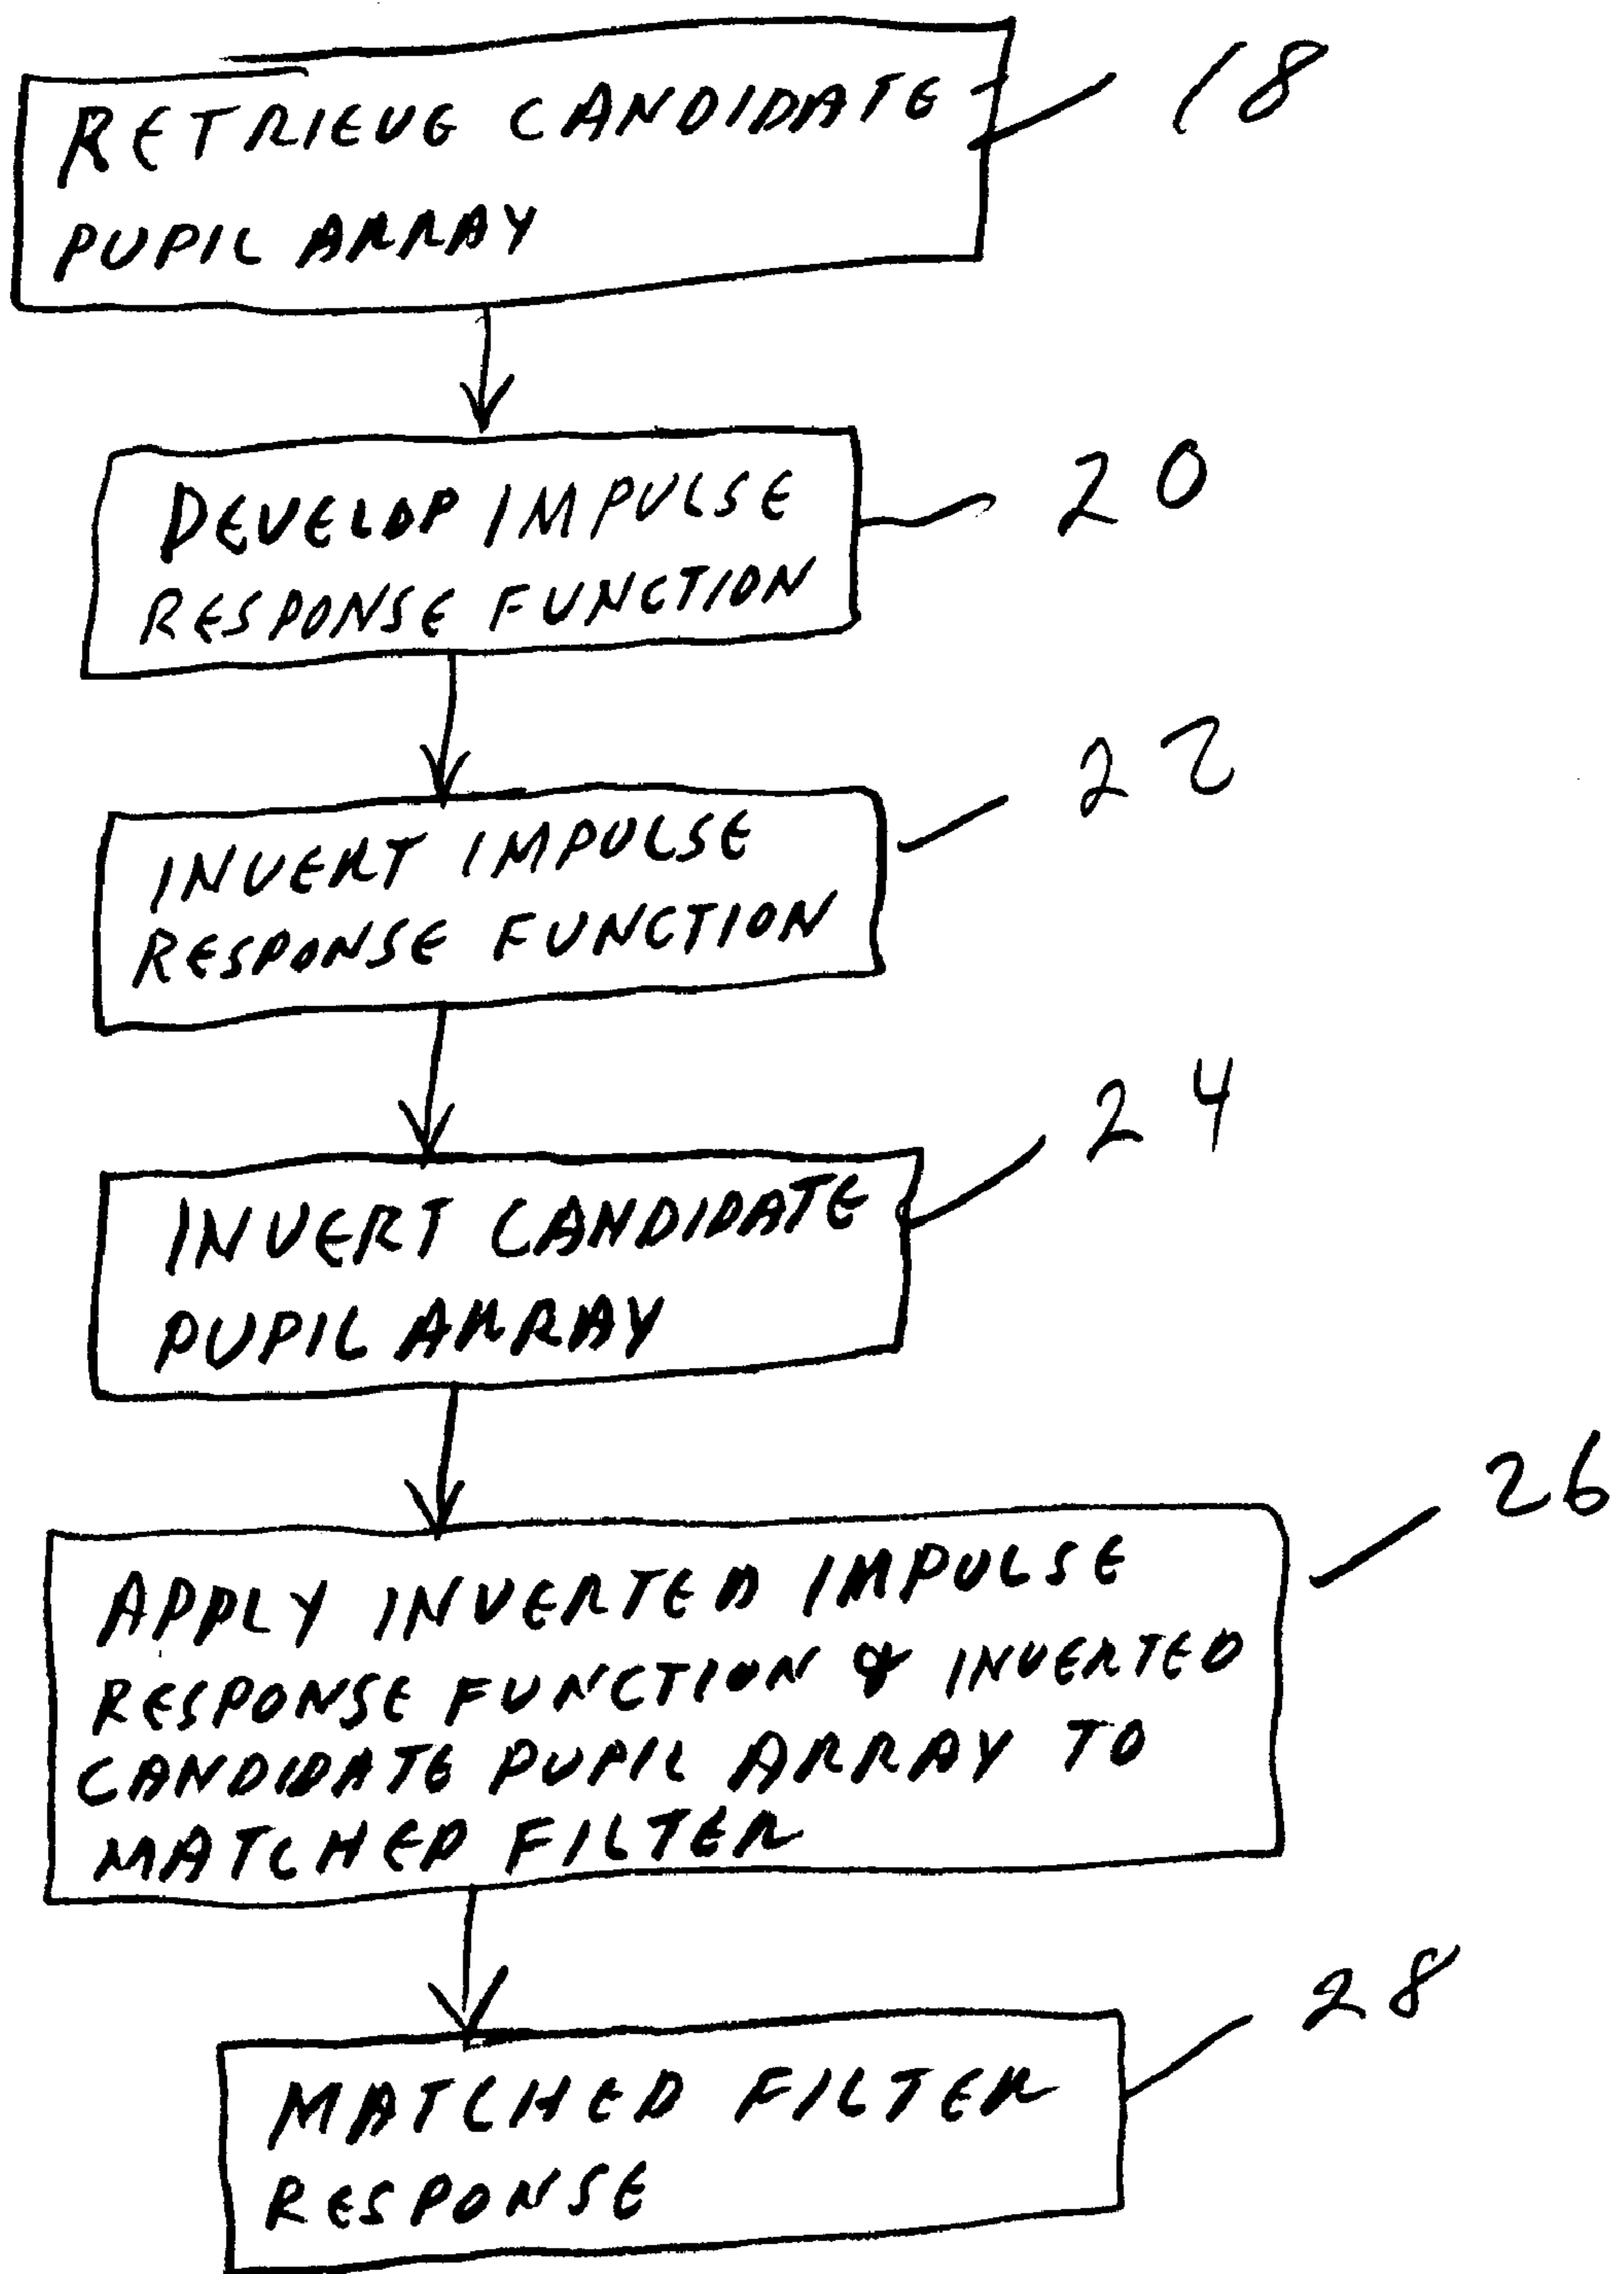 RETRIEVE CANDIDATE 18
PUPIL ARRAY
DEVELOP IMPULSE 20
RESPONSE FUNCTION
INVERT IMPULSE 22
RESPONSE FUNCTION
INVERT CANDIDATE 24
PUPIL ARRAY
APPLY INVERTED IMPULSE 26
RESPONSE FUNCTION & INVERTED
CANDIDATE PUPIL ARRAY TO
MATCHED FILTER
MATCHED FILTER 28
RESPONSE